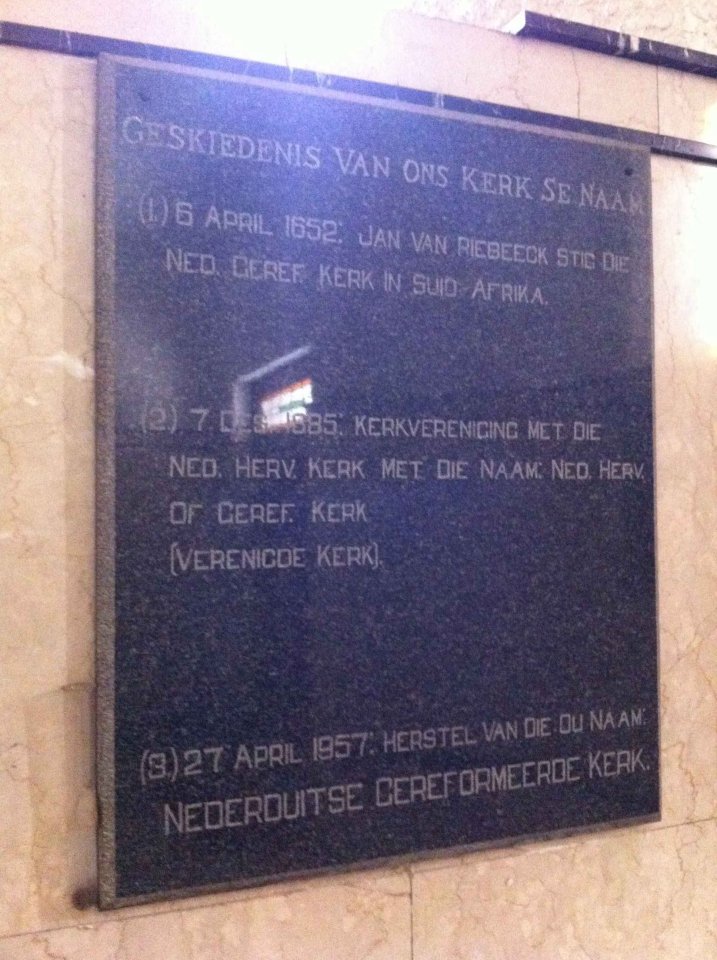 GESKIEDENIS VAN ONS KERK SE NAAM
(1.) 6 APRIL 1652: JAN VAN RIEBEECK STIG DIE
NED. GEREF. KERK IN SUID-AFRIKA.
(2.) 7 DES. 1885: KERKVERENIGING MET DIE
NED. HERV. KERK MET DIE NAAM: NED. HERV.
OF GEREF. KERK
(VERENIGDE KERK).
(3.) 27 APRIL 1957: HERSTEL VAN DIE OU NAAM:
NEDERDUITSE GEREFORMEERDE KERK.